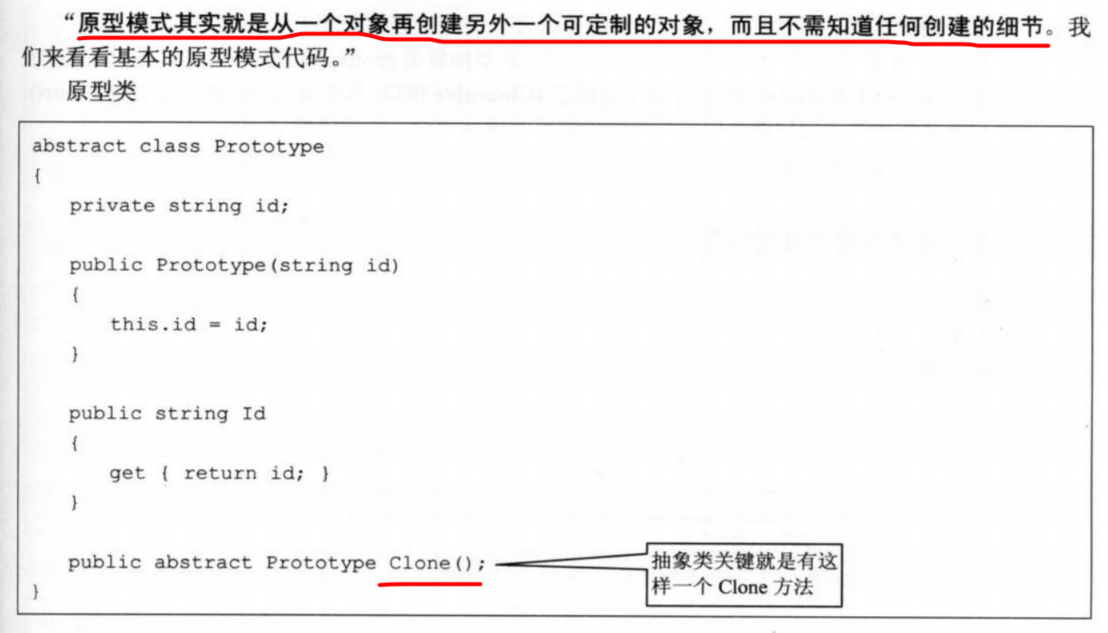 “原型模式其实就是从一个对象再创建另外一个可定制的对象，而且不需知道任何创建的细节。我
们来看看基本的原型模式代码。”
原型类
abstract class Prototype
{
private string id;
public Prototype(string id)
{
this.id = id;
}
public string Id
{
get { return id; }
}
public abstract Prototype Clone();
抽象类关键就是有这
样一个 Clone 方法
}